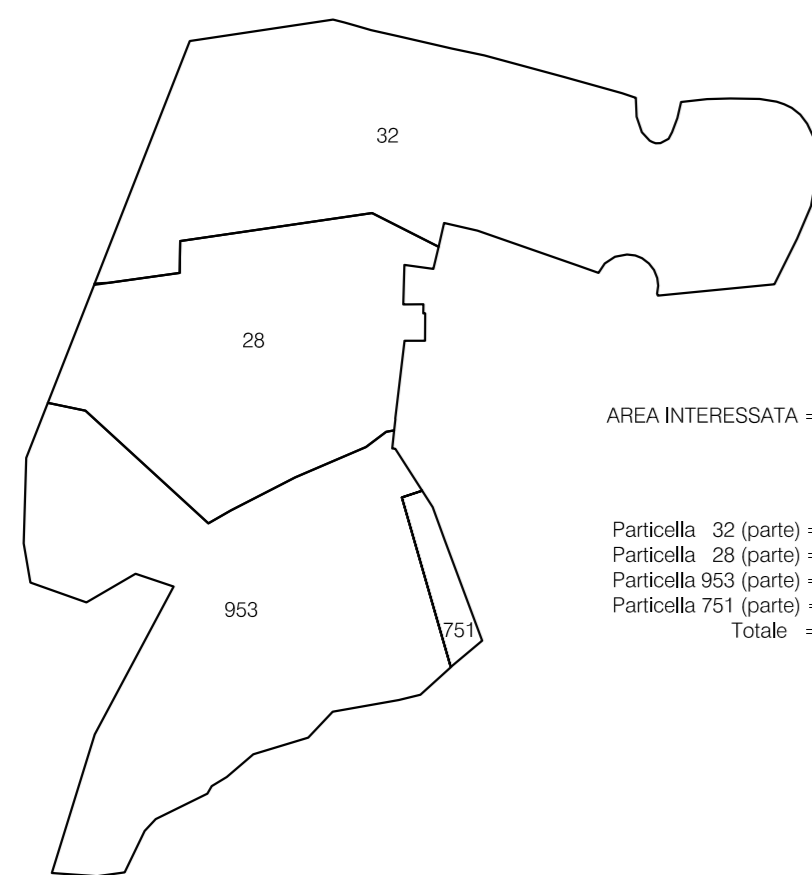 32
28
AREA INTERESSATA =
Particella 32 (parte) =
Particella 28 (parte) =
Particella 953 (parte) =
Particella 751 (parte) =
Totale =
953
751